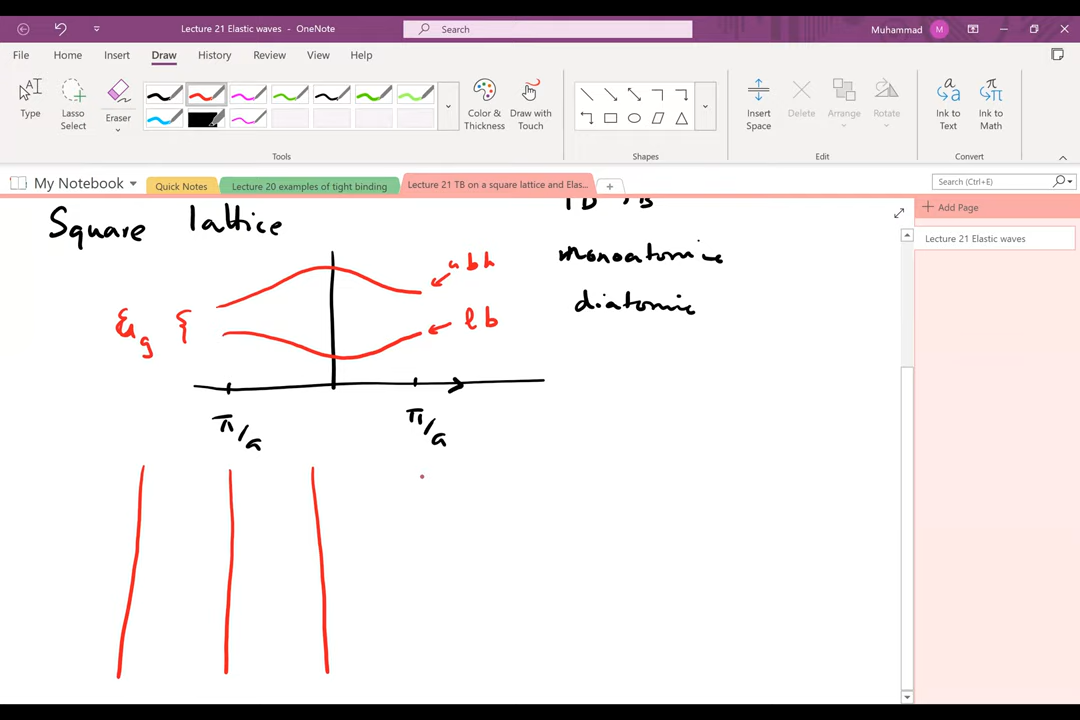 Lecture 21 Elastic waves - OneNote
Search
Muhammad
M
File Home Insert Draw History Review View Help
Type
Lasso Select
Eraser
Color & Thickness
Draw with Touch
Insert Space
Delete
Arrange
Rotate
Ink to Text
Ink to Math
Tools
Shapes
Edit
Convert
My Notebook
Quick Notes
Lecture 20 examples of tight binding
Lecture 21 TB on a square lattice and Elas...
Search (Ctrl+E)
Add Page
Lecture 21 Elastic waves
Square lattice
monoatomic
diatomic
g {
lb
π/a
π/a